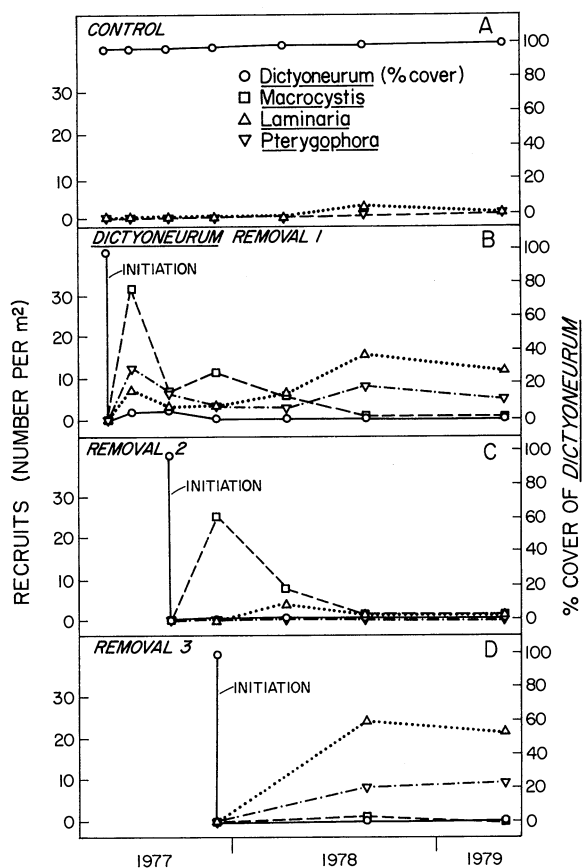 CONTROL A
○ Dictyoneurum (% cover)
□ Macrocystis
△ Laminaria
▽ Pterygophora
30
20
10
0
100
80
60
40
20
0
DICTYONEURUM REMOVAL 1 B
INITIATION
30
20
10
0
100
80
60
40
20
0
REMOVAL 2 C
INITIATION
30
20
10
0
100
80
60
40
20
0
REMOVAL 3 D
INITIATION
30
20
10
0
100
80
60
40
20
0
RECRUITS (NUMBER PER m²)
% COVER OF DICTYONEURUM
1977 1978 1979